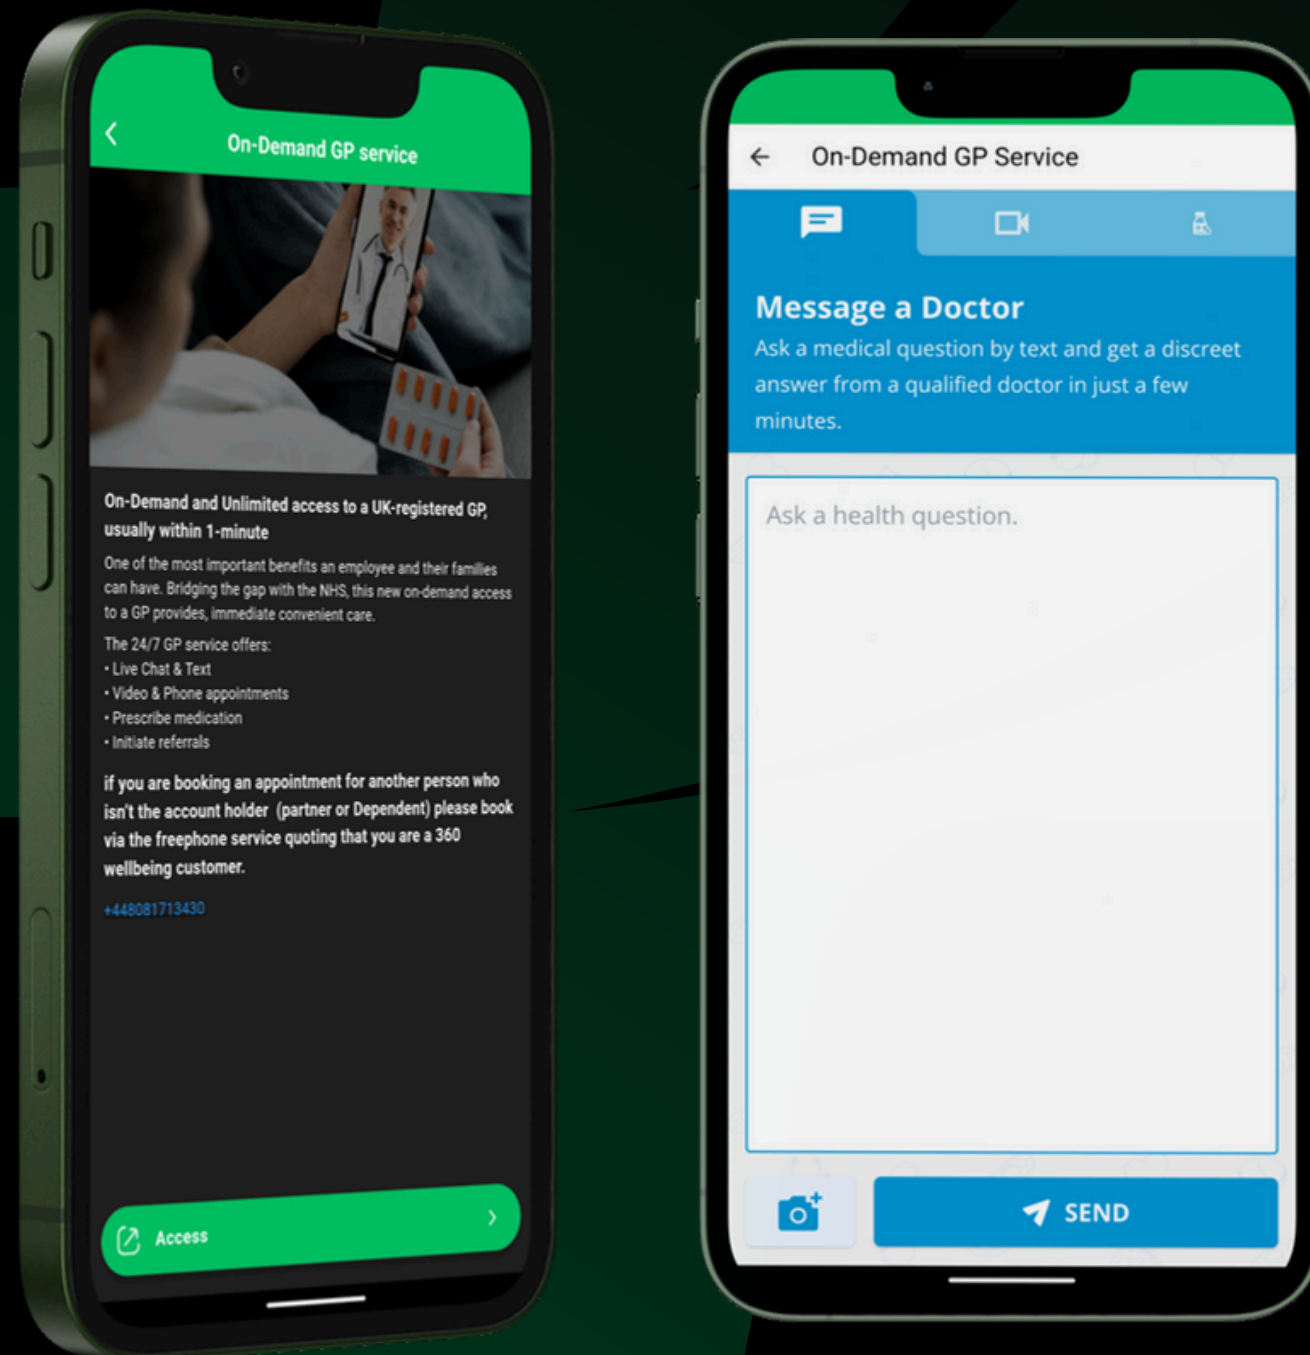 On-Demand GP service
On-Demand and Unlimited access to a UK-registered GP,
usually within 1-minute
One of the most important benefits an employee and their families
can have. Bridging the gap with the NHS, this new on-demand access
to a GP provides, immediate convenient care.
The 24/7 GP service offers:
• Live Chat & Text
• Video & Phone appointments
• Prescribe medication
• Initiate referrals
if you are booking an appointment for another person who
isn't the account holder (partner or Dependent) please book
via the freephone service quoting that you are a 360
wellbeing customer.
+448081713430
Access
On-Demand GP Service
Message a Doctor
Ask a medical question by text and get a discreet
answer from a qualified doctor in just a few
minutes.
Ask a health question.
SEND